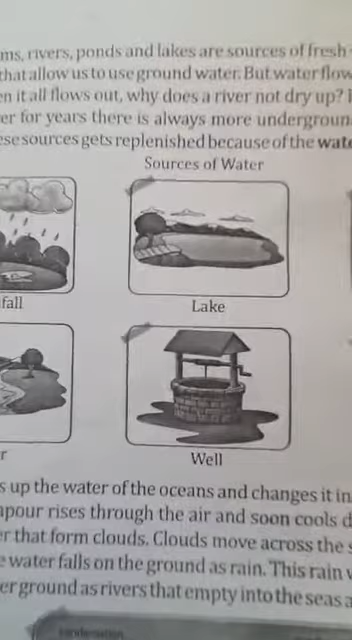 ms, rivers, ponds and lakes are sources of fresh
that allow us to use ground water. But water flow
n it all flows out, why does a river not dry up?
er for years there is always more undergroun
ese sources gets replenished because of the wate
Sources of Water
fall
Lake
r
Well
s up the water of the oceans and changes it in
apour rises through the air and soon cools d
er that form clouds. Clouds move across the s
e water falls on the ground as rain. This rain
er ground as rivers that empty into the seas a